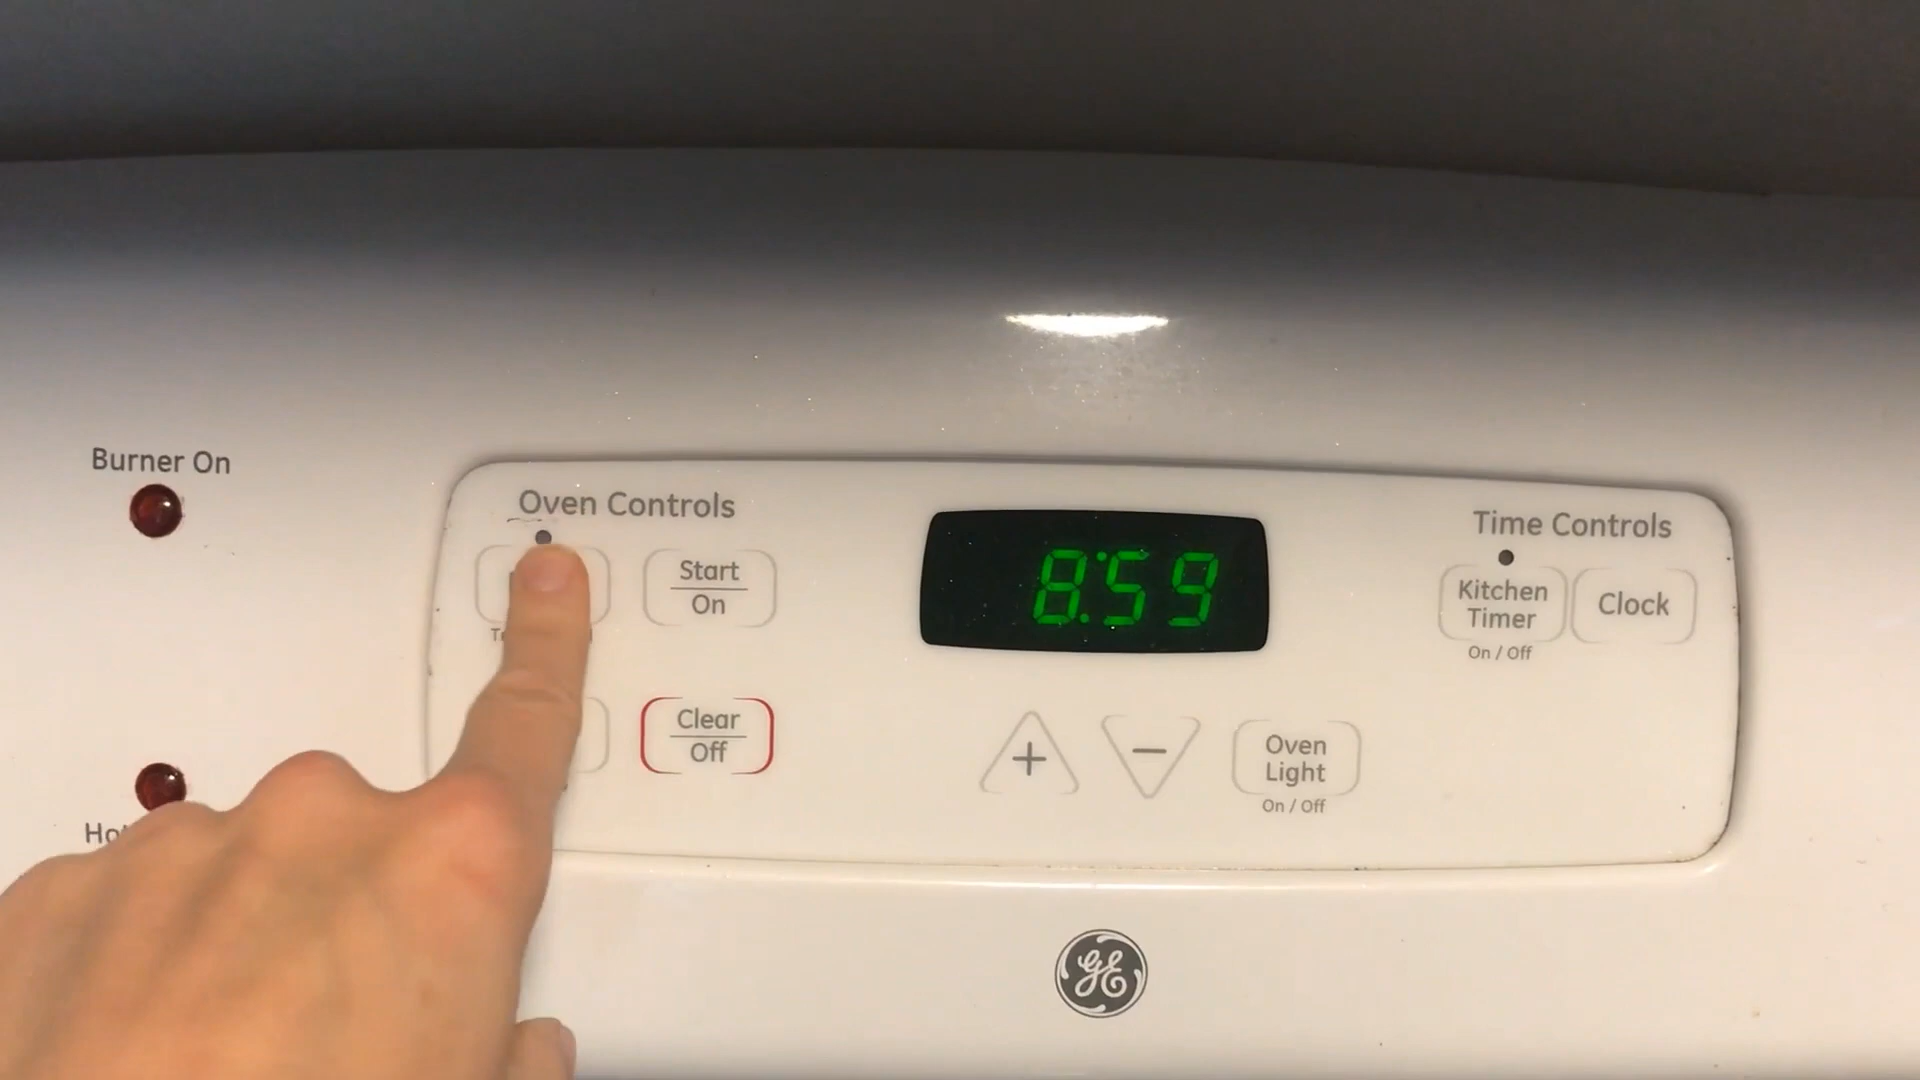 Burner On
Oven Controls
Start
On
8:59
Time Controls
Kitchen
Timer
Clock
On / Off
Clear
Off
+
−
Oven
Light
On / Off
GE